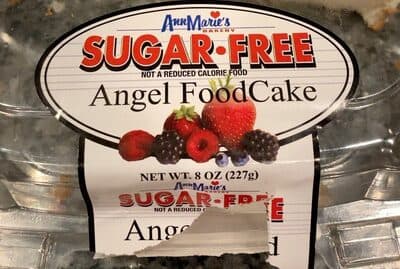 AnnMarie's
BAKERY
SUGAR•FREE
NOT A REDUCED CALORIE FOOD
Angel FoodCake
NET WT. 8 OZ (227g)
AnnMarie's
SUGAR•FREE
NOT A REDUCED
Ange d